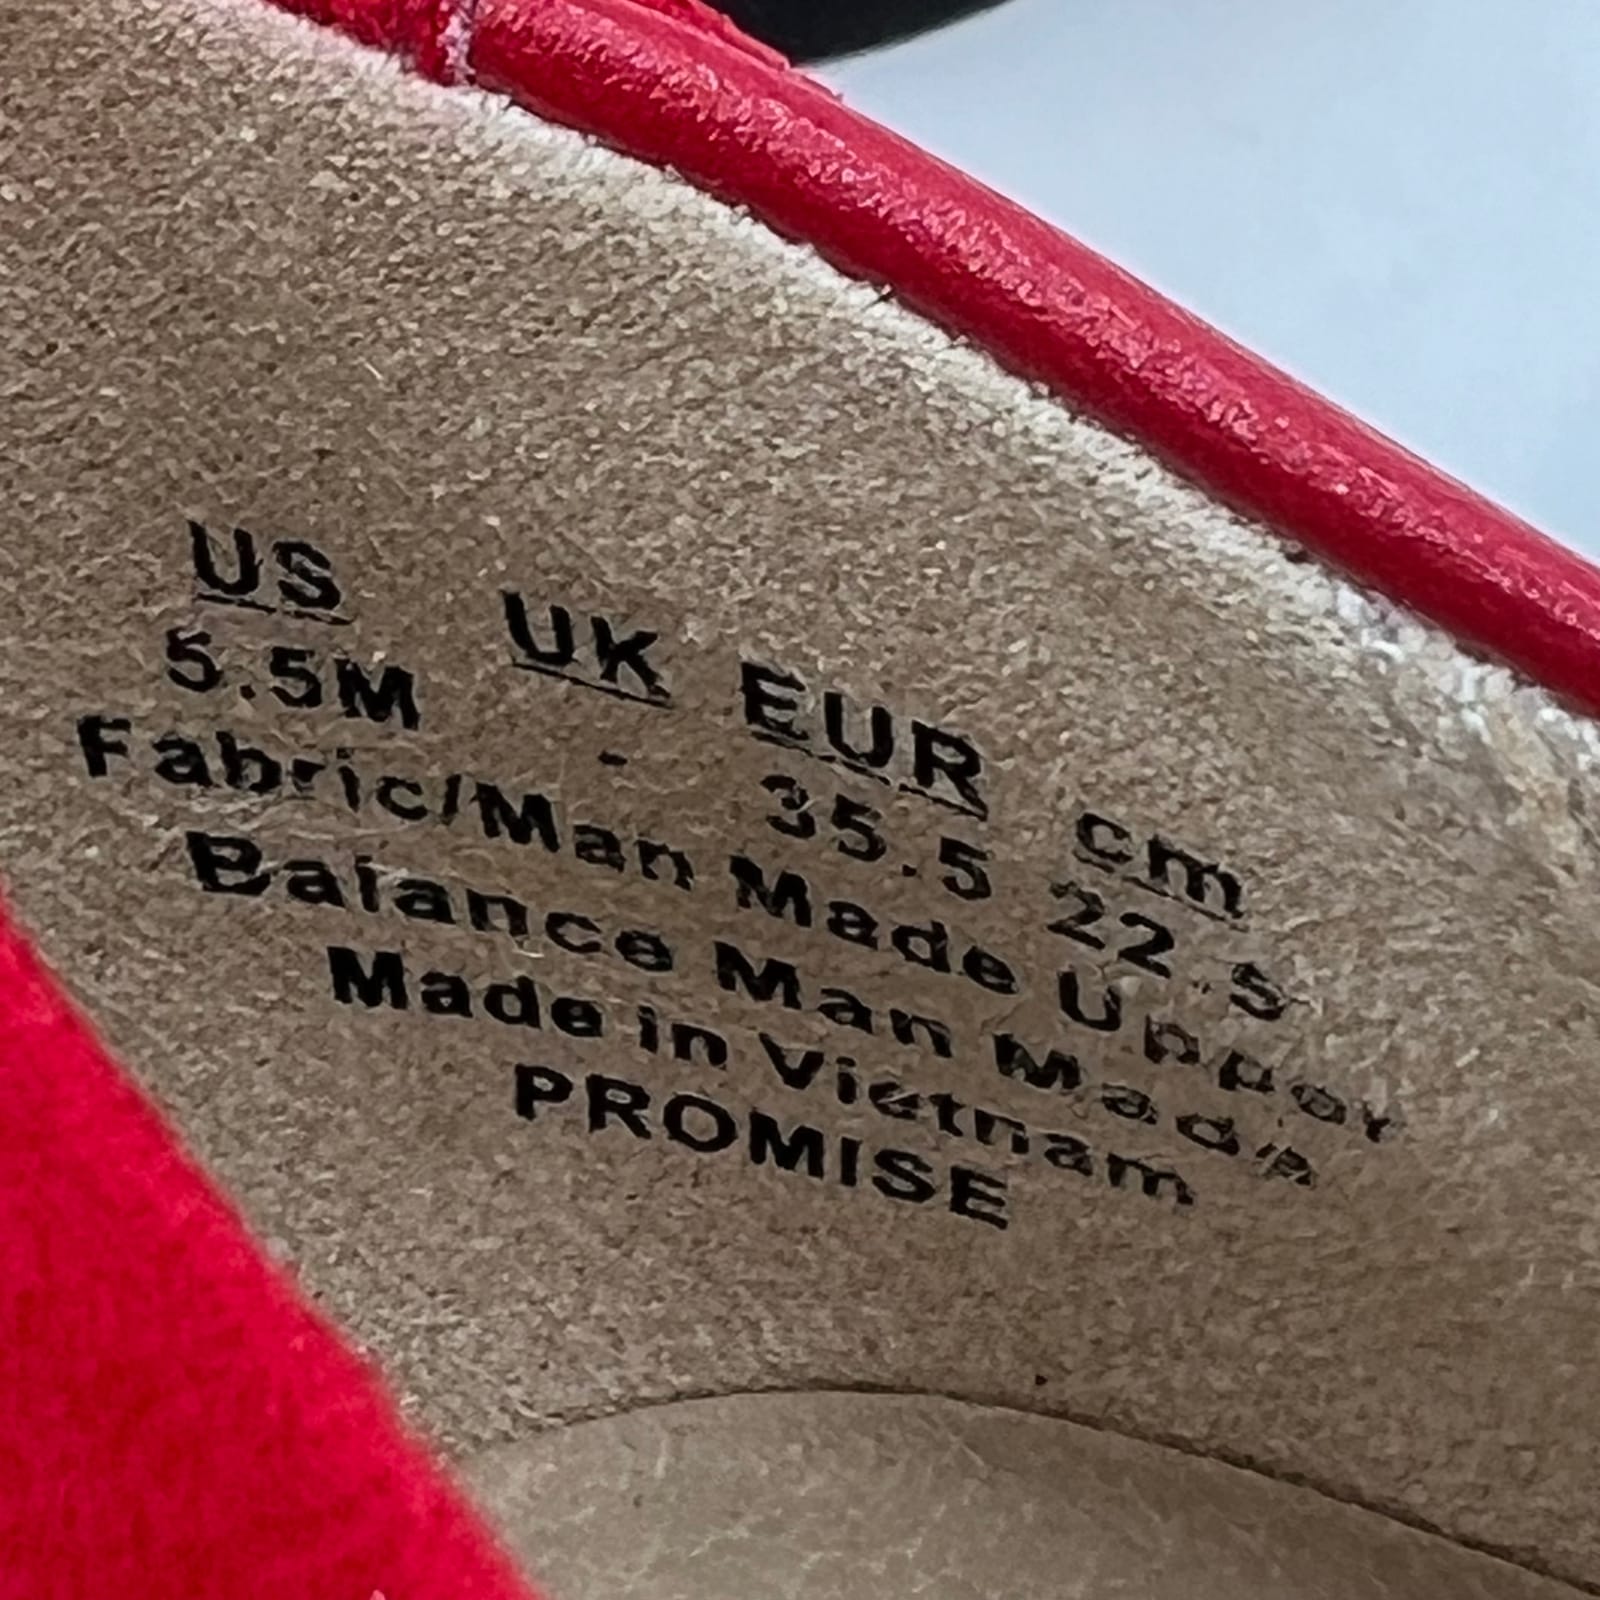 US UK EUR cm
5.5M - 35.5 22.5
Fabric/Man Made Upper
Balance Man Made
Made in Vietnam
PROMISE